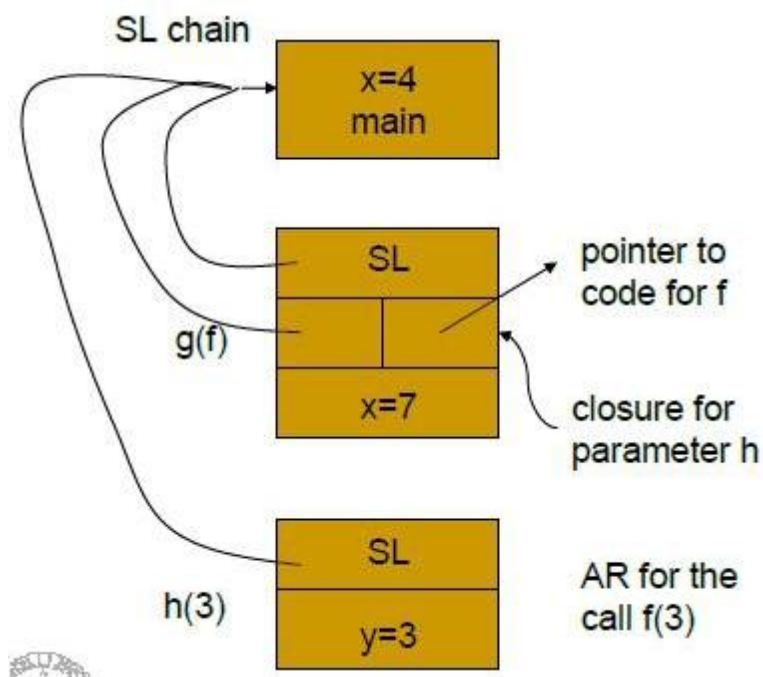 SL chain
x=4
main
SL
pointer to
code for f
g(f)
x=7
closure for
parameter h
SL
h(3)
y=3
AR for the
call f(3)